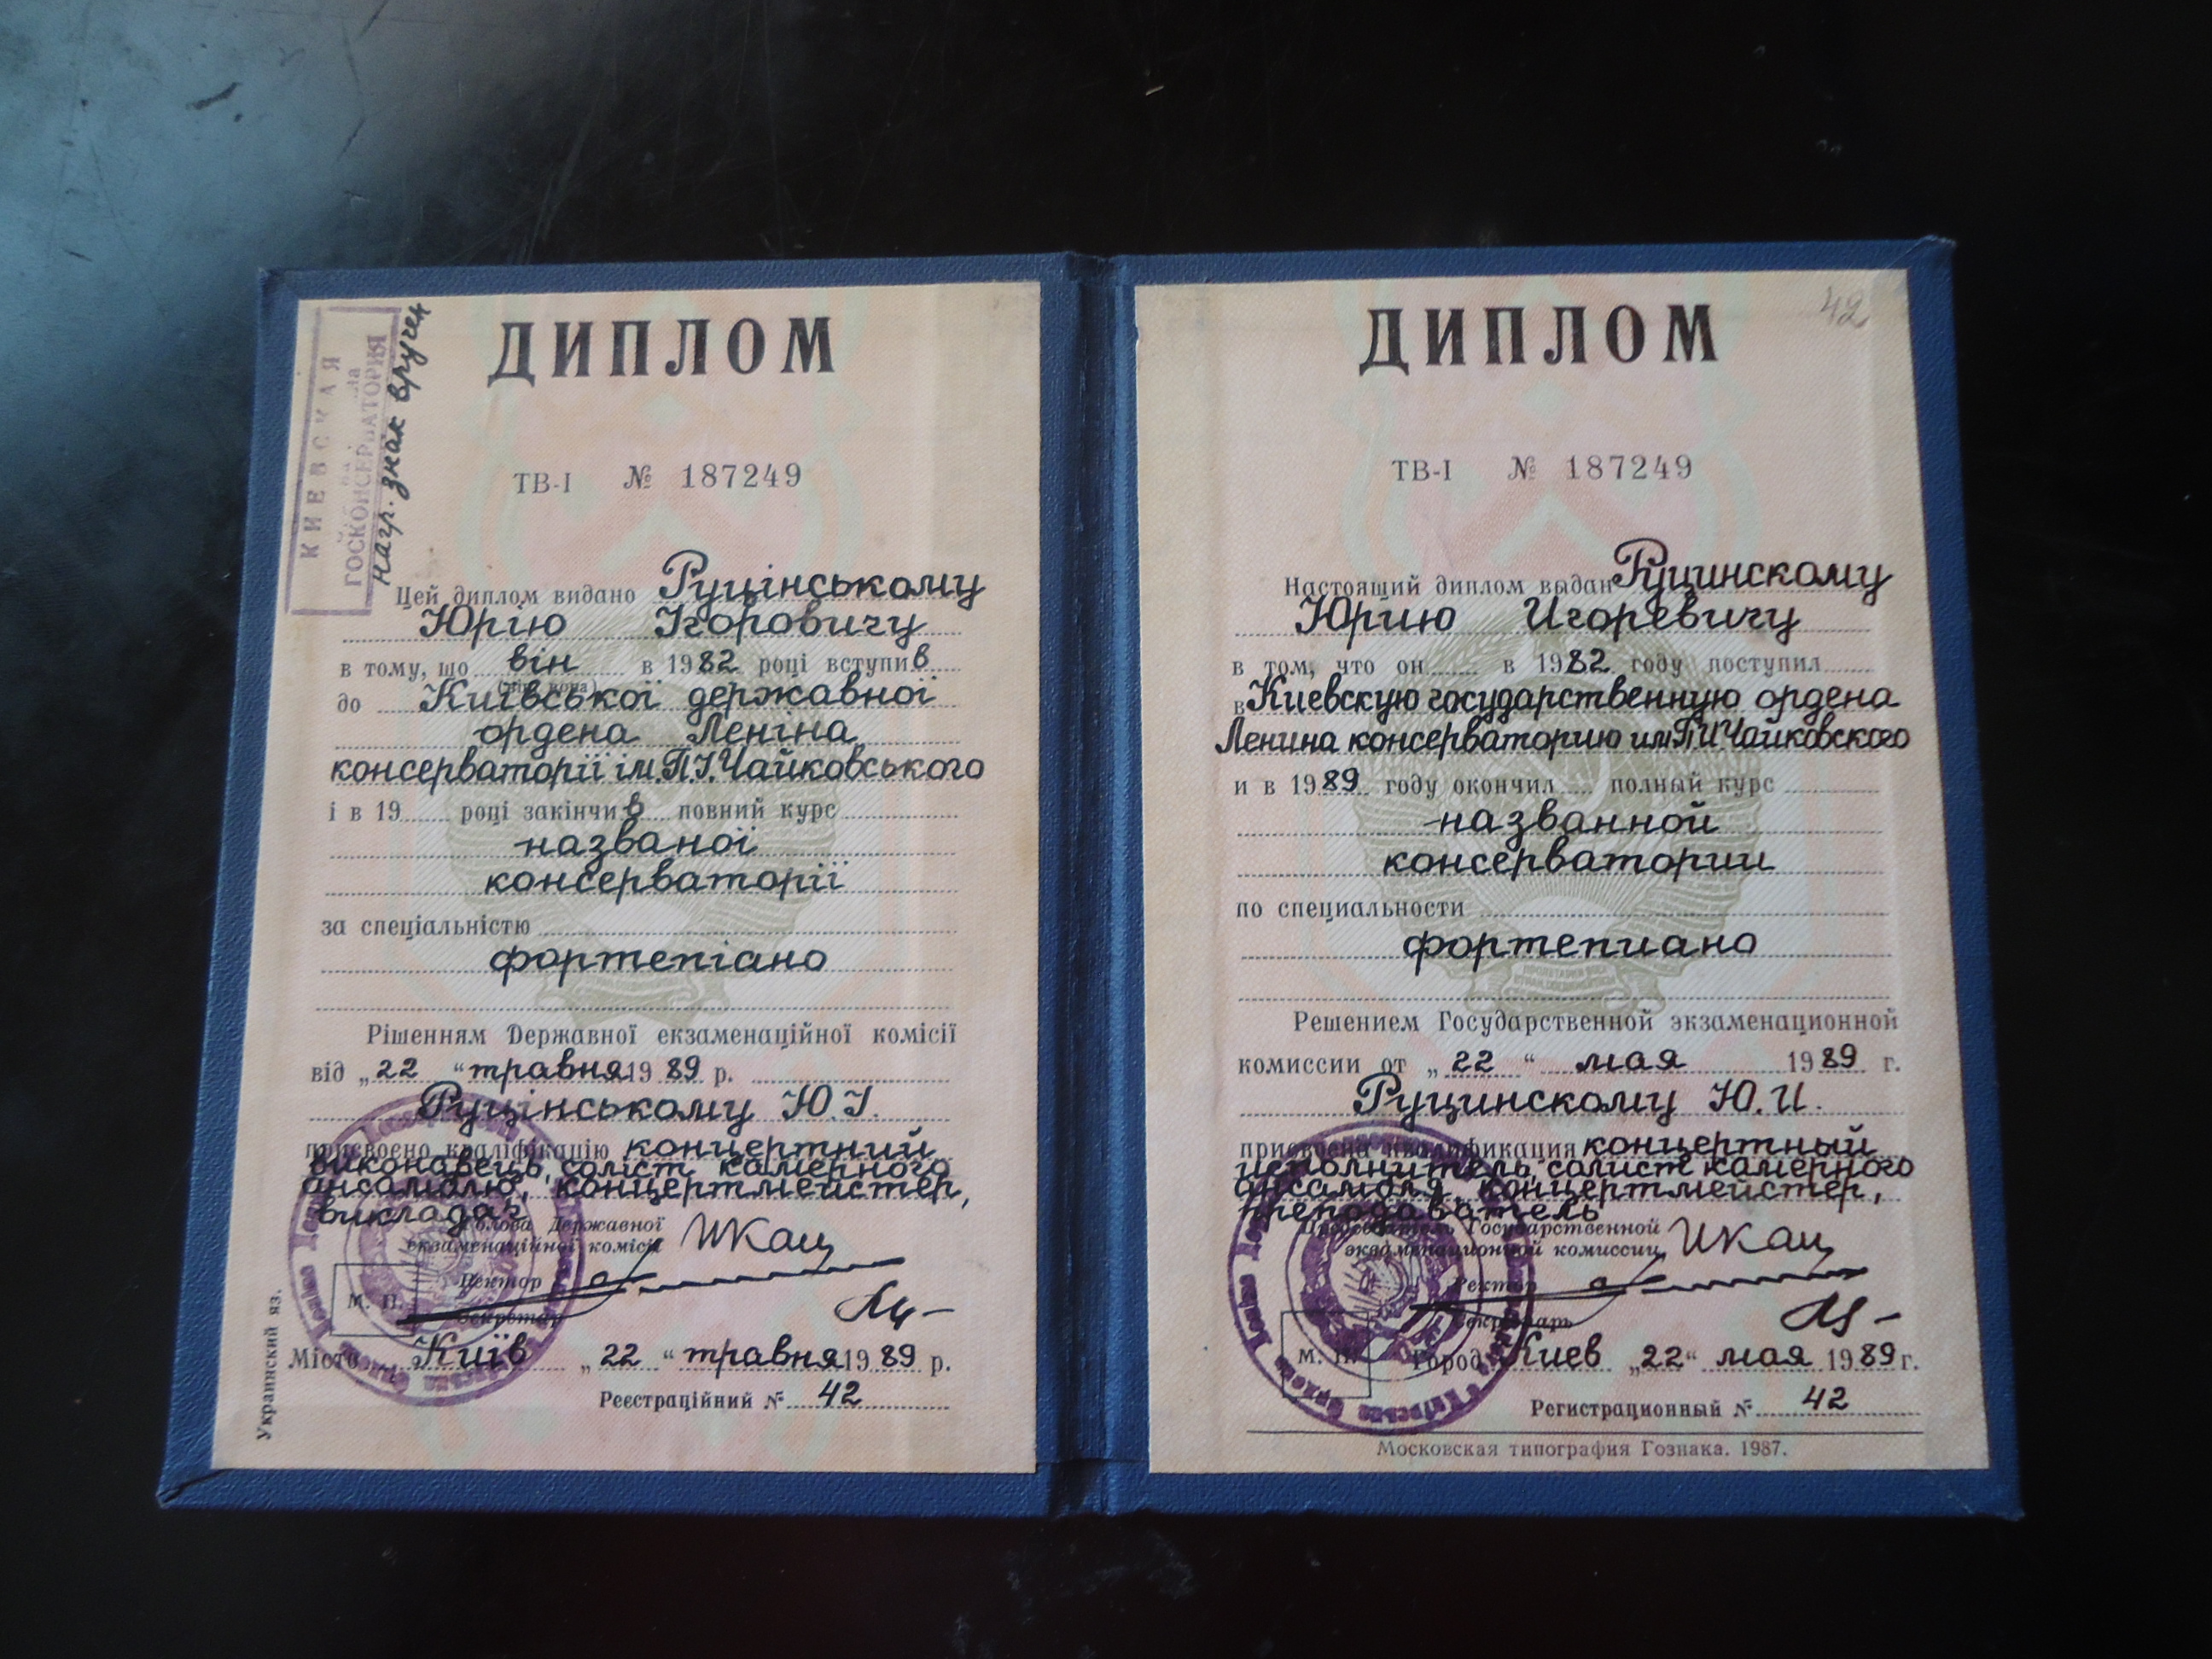 КИЕВСКАЯ
ГОСКОНСЕРВАТОРИЯ
нагр. знак вручен
ДИПЛОМ
ТВ-I № 187249
Цей диплом видано Руцінському
Юрію Ігоровичу
в тому, що він в 1982 році вступив
до Київської державної
ордена Леніна
консерваторії ім. П.І. Чайковського
і в 19 році закінчив повний курс
названої
консерваторії
за спеціальністю
фортепіано
Рішенням Державної екзаменаційної комісії
від „22“ травня 1989 р.
Руцінському Ю.І.
присвоєно кваліфікацію концертний
виконавець, соліст камерного
ансамблю, концертмейстер,
викладач
Голова Державної
екзаменаційної комісії ИКац
Ректор
Секретар
М. П.
Місто Київ „22“ травня 1989 р.
Реєстраційний № 42
Украинский яз.
42
ДИПЛОМ
ТВ-I № 187249
Настоящий диплом выдан Руцинскому
Юрию Игоревичу
в том, что он в 1982 году поступил
в Киевскую государственную ордена
Ленина консерваторию им П.И. Чайковского
и в 1989 году окончил полный курс
названной
консерватории
по специальности
фортепиано
Решением Государственной экзаменационной
комиссии от „22“ мая 1989 г.
Руцинскому Ю.И.
присвоена квалификация концертный
исполнитель, солист камерного
ансамбля, концертмейстер,
преподаватель
Председатель Государственной
экзаменационной комиссии ИКац
Ректор
Секретарь
М. П.
Город Киев „22“ мая 1989 г.
Регистрационный № 42
Московская типография Гознака. 1987.